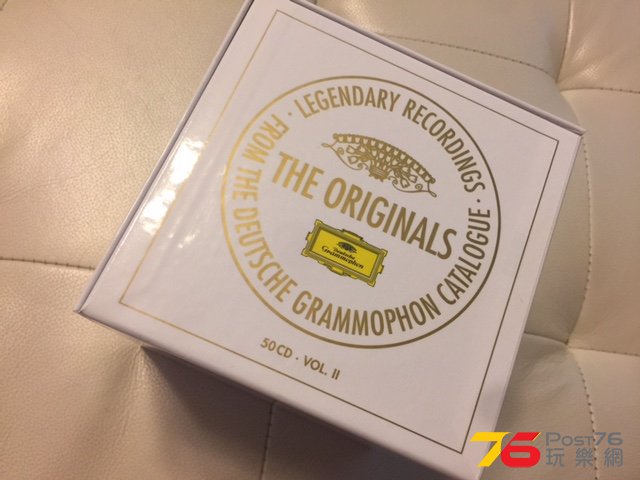 LEGENDARY RECORDINGS ·
FROM THE DEUTSCHE GRAMMOPHON CATALOGUE ·
THE ORIGINALS
Deutsche
Grammophon
50 CD · VOL. II
76 Post76
玩樂網